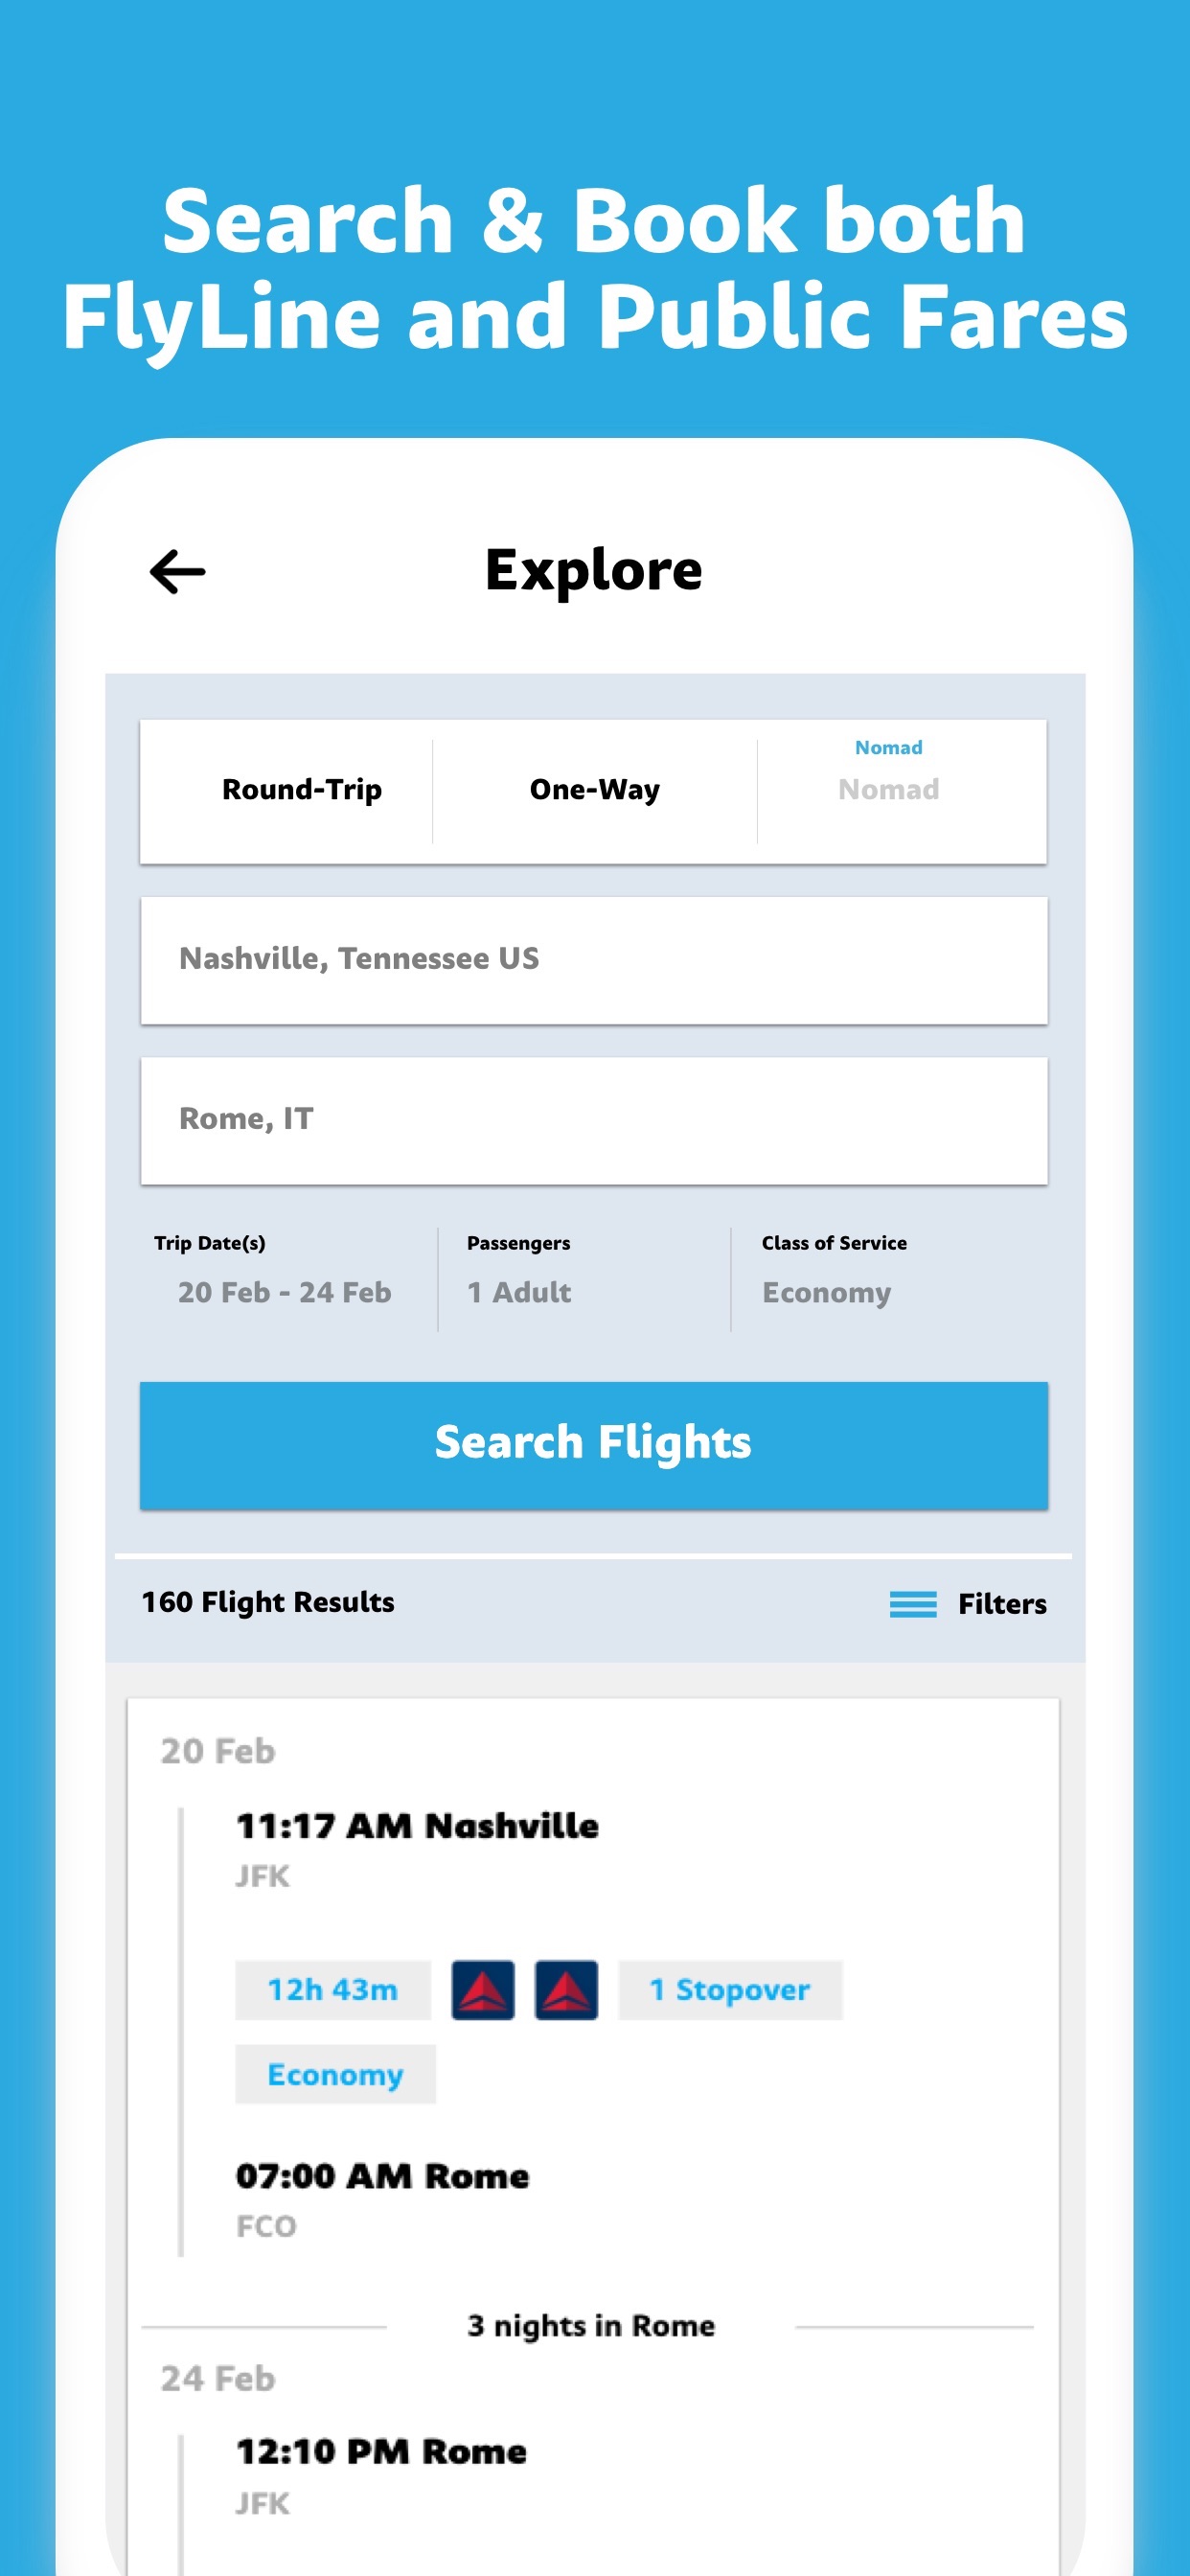 Search & Book both
FlyLine and Public Fares
Explore
Round-Trip
One-Way
Nomad
Nomad
Nashville, Tennessee US
Rome, IT
Trip Date(s)
Passengers
Class of Service
20 Feb - 24 Feb
1 Adult
Economy
Search Flights
160 Flight Results
Filters
20 Feb
11:17 AM Nashville
JFK
12h 43m
1 Stopover
Economy
07:00 AM Rome
FCO
3 nights in Rome
24 Feb
12:10 PM Rome
JFK